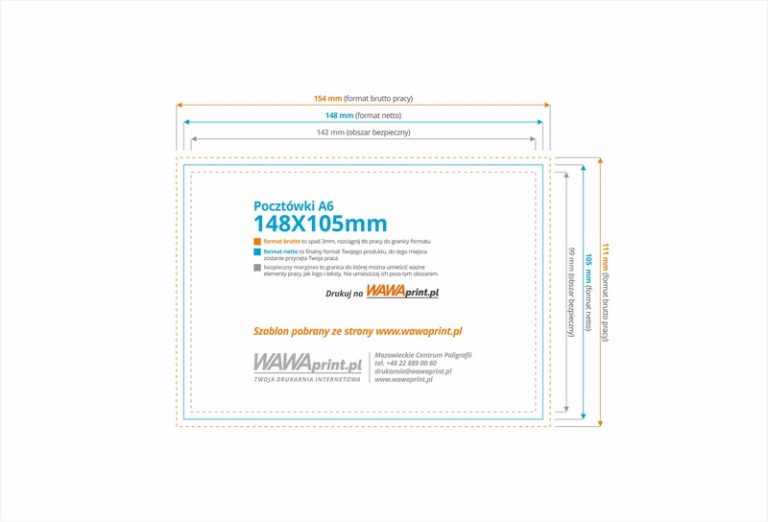 154 mm (format brutto pracy)
148 mm (format netto)
142 mm (obszar bezpieczny)
Pocztówki A6
148X105mm
format brutto to spad 3mm, rozciągnij tło pracy do granicy formatu
format netto to finalny format Twojego produktu, do tego miejsca
zostanie przycięta Twoja praca
bezpieczny margines to granica do której można umieścić ważne
elementy pracy, jak logo i teksty. Nie umieszczaj ich poza tym obszarem.
Drukuj na WAWAprint.pl
Szablon pobrany ze strony www.wawaprint.pl
WAWAprint.pl
TWOJA DRUKARNIA INTERNETOWA
Mazowieckie Centrum Poligrafii
tel. +48 22 889 00 60
drukarnia@wawaprint.pl
www.wawaprint.pl
99 mm (obszar bezpieczny)
105 mm (format netto)
111 mm (format brutto pracy)